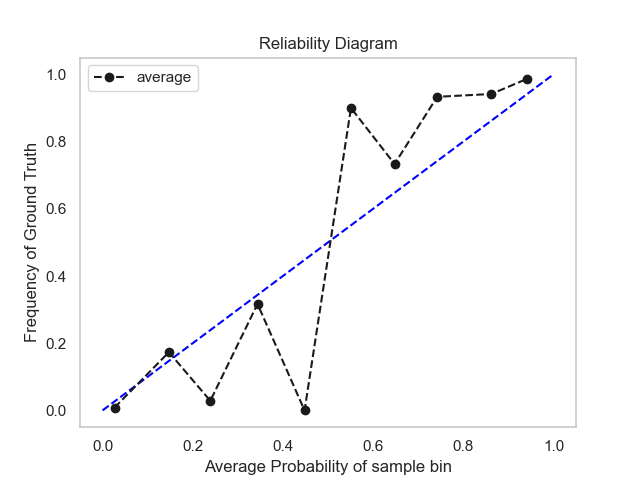 Reliability Diagram
average
Frequency of Ground Truth
1.0
0.8
0.6
0.4
0.2
0.0
0.0 0.2 0.4 0.6 0.8 1.0
Average Probability of sample bin